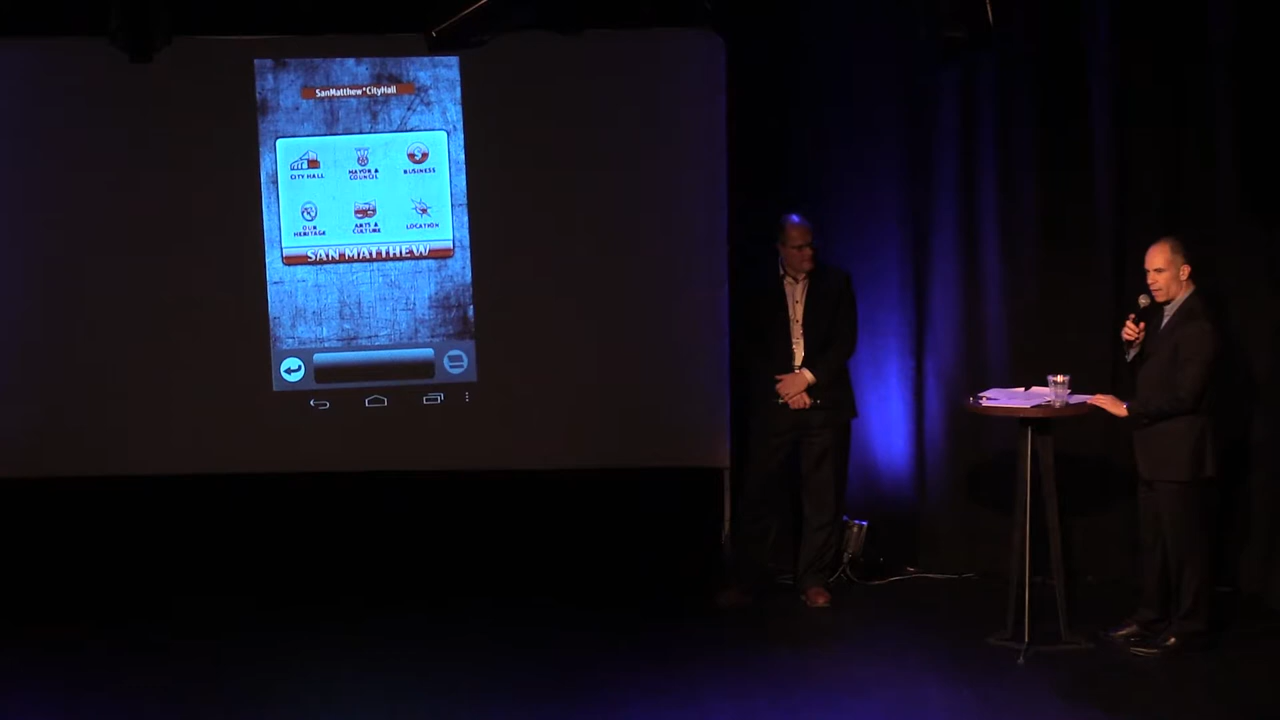 SanMatthew*CityHall
CITY HALL
MAYOR &
COUNCIL
BUSINESS
OUR
HERITAGE
ARTS &
CULTURE
LOCATION
SAN MATTHEW